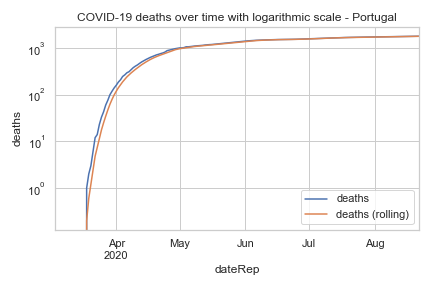 COVID-19 deaths over time with logarithmic scale - Portugal
deaths
10³
10²
10¹
10⁰
deaths
deaths (rolling)
Apr
2020
May
Jun
Jul
Aug
dateRep